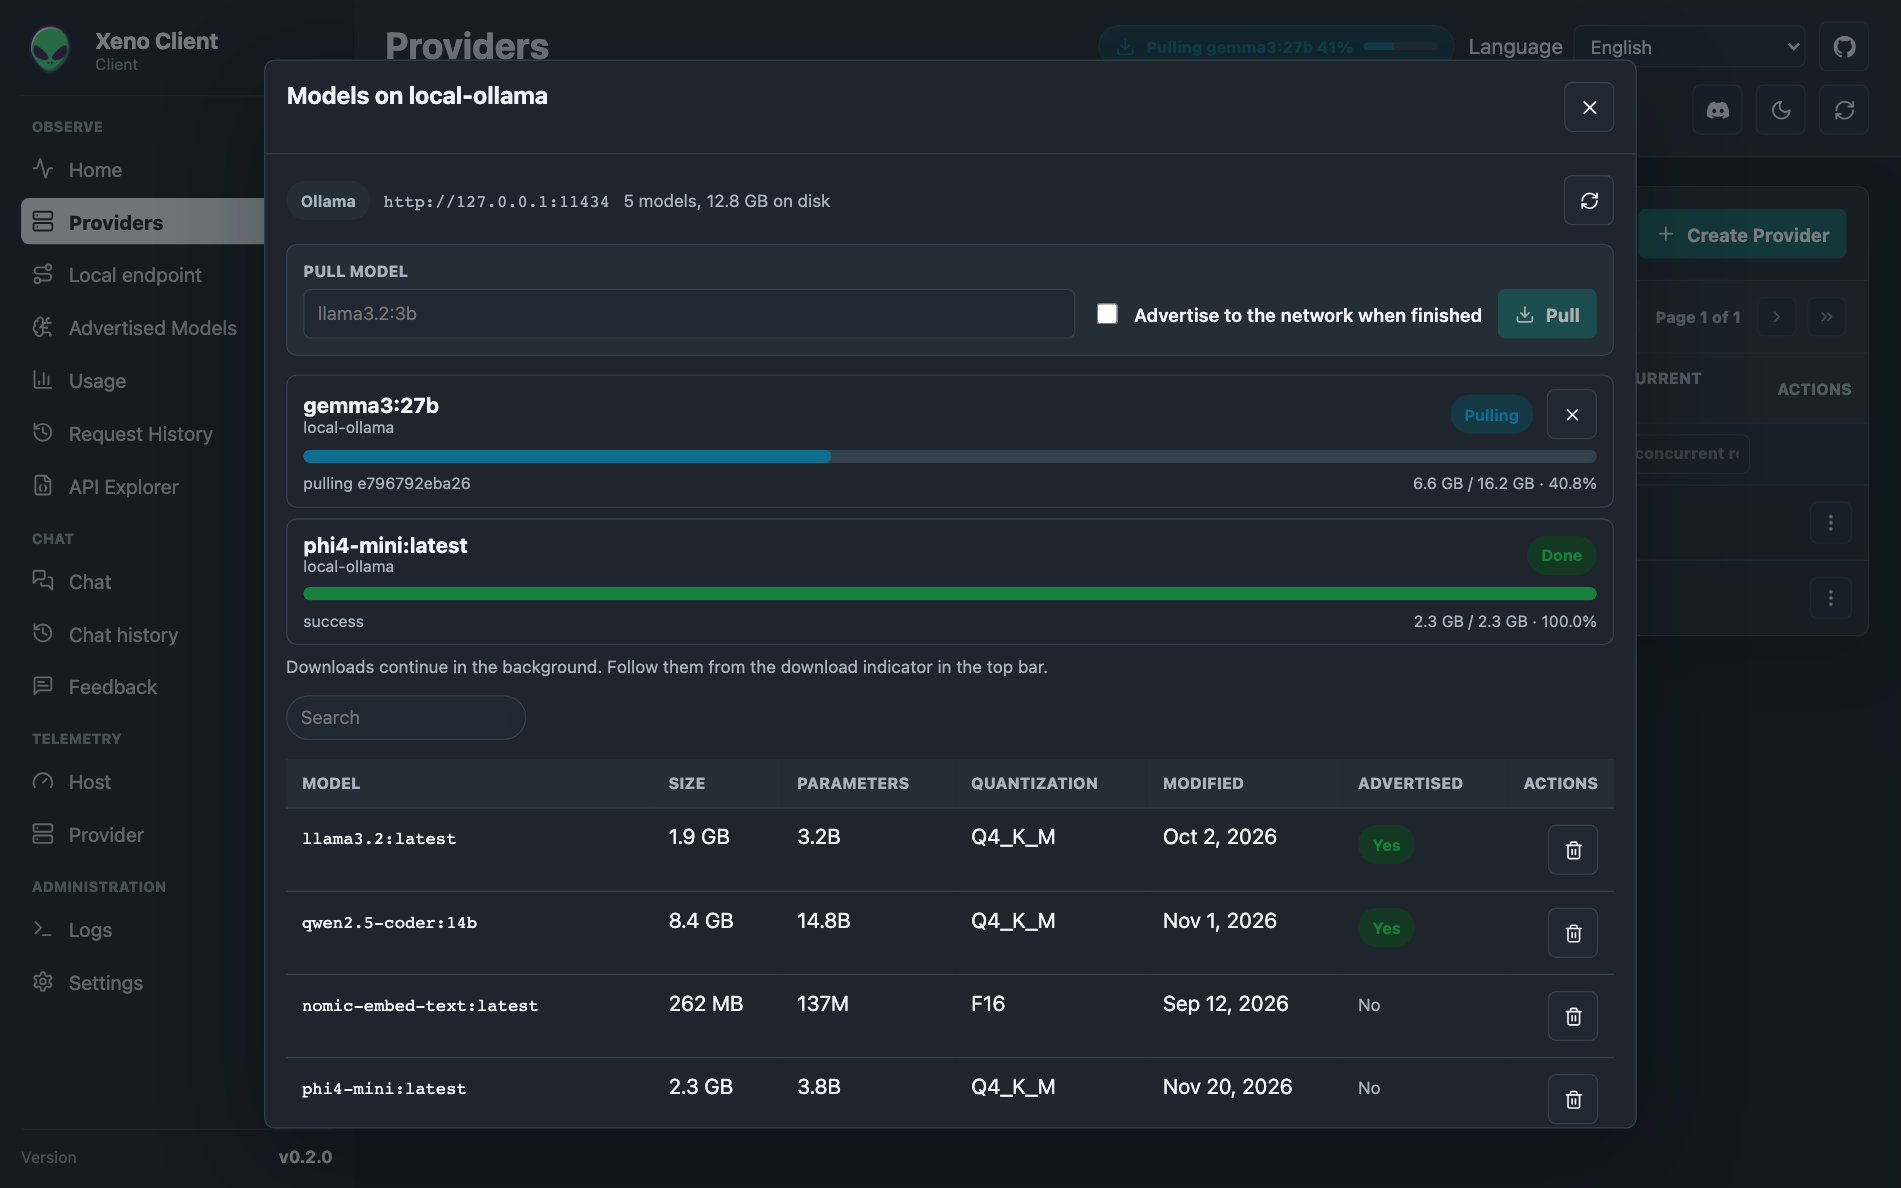 Xeno Client
Client
Providers
Pulling gemma3:27b 41%
Language
English
OBSERVE
Home
Providers
Local endpoint
Advertised Models
Usage
Request History
API Explorer
CHAT
Chat
Chat history
Feedback
TELEMETRY
Host
Provider
ADMINISTRATION
Logs
Settings
Version v0.2.0
Create Provider
Page 1 of 1
URRENT
ACTIONS
concurrent r
Models on local-ollama
Ollama http://127.0.0.1:11434 5 models, 12.8 GB on disk
PULL MODEL
llama3.2:3b
Advertise to the network when finished
Pull
gemma3:27b
local-ollama
Pulling
pulling e796792eba26
6.6 GB / 16.2 GB · 40.8%
phi4-mini:latest
local-ollama
Done
success
2.3 GB / 2.3 GB · 100.0%
Downloads continue in the background. Follow them from the download indicator in the top bar.
Search
MODEL SIZE PARAMETERS QUANTIZATION MODIFIED ADVERTISED ACTIONS
llama3.2:latest 1.9 GB 3.2B Q4_K_M Oct 2, 2026 Yes
qwen2.5-coder:14b 8.4 GB 14.8B Q4_K_M Nov 1, 2026 Yes
nomic-embed-text:latest 262 MB 137M F16 Sep 12, 2026 No
phi4-mini:latest 2.3 GB 3.8B Q4_K_M Nov 20, 2026 No